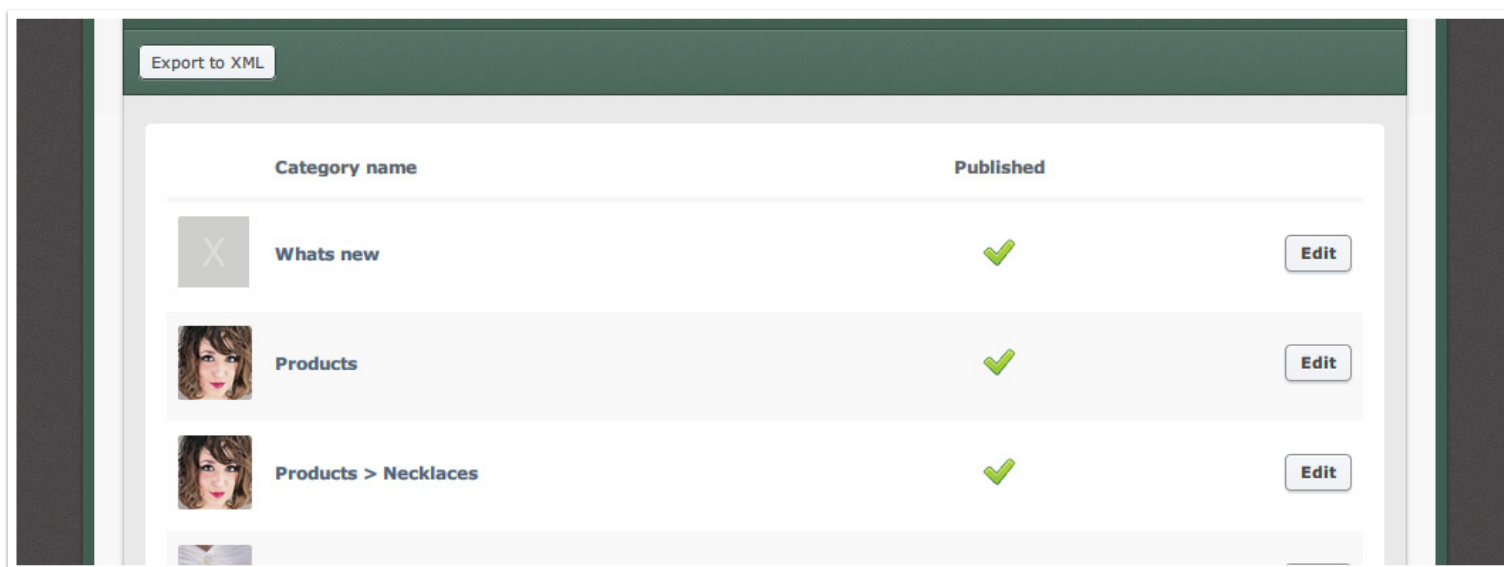 Export to XML
Category name Published
X
Whats new Edit
Products Edit
Products > Necklaces Edit